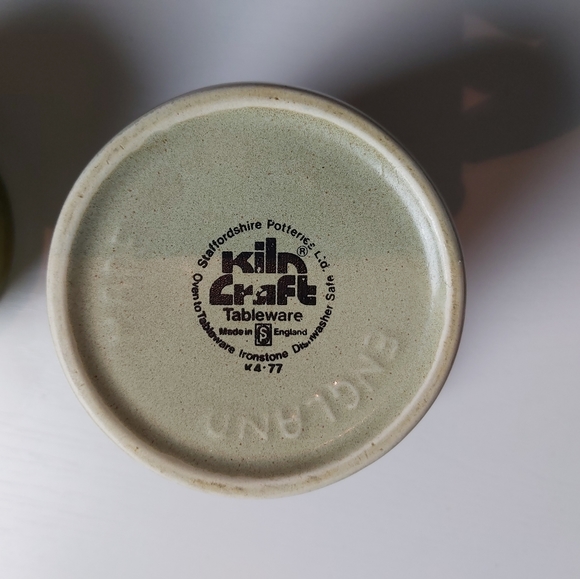 Staffordshire Potteries Ltd.
kiln ®
Craft
Tableware
Made in S England
Oven to Tableware Ironstone Dishwasher Safe
K4·77
ENGLAND